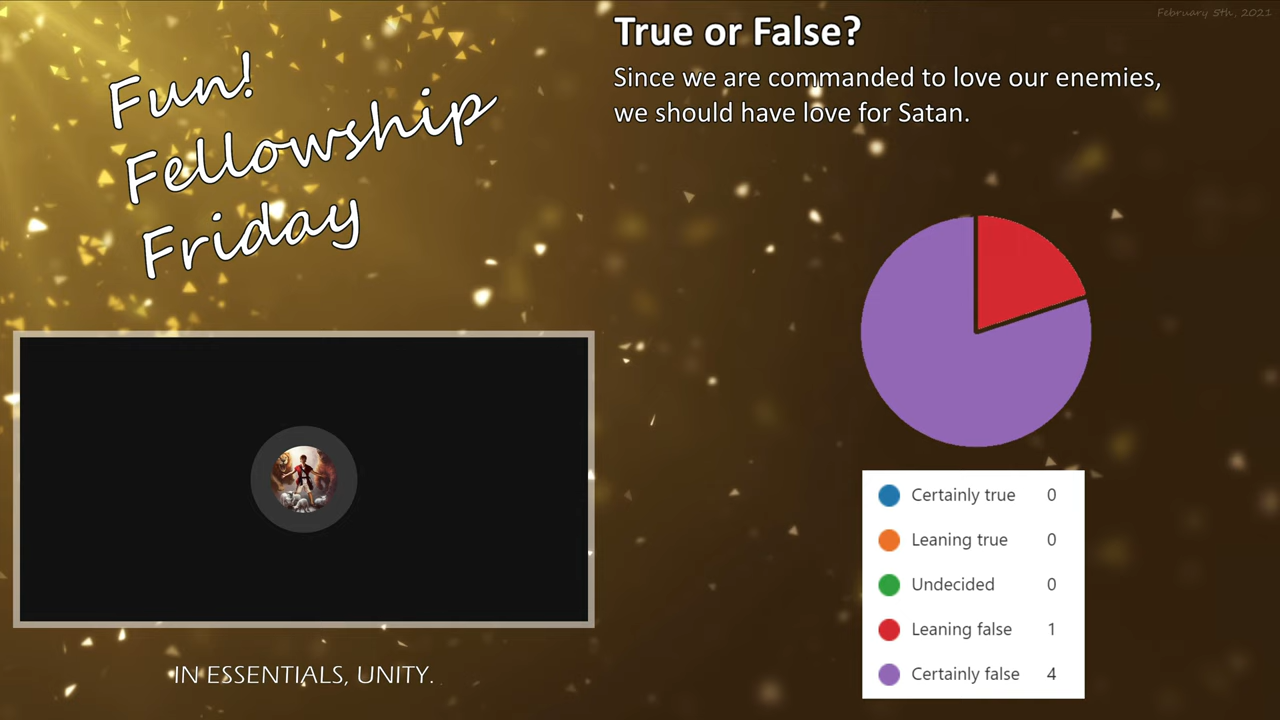 February 5th, 2021
Fun!
Fellowship
Friday
True or False?
Since we are commanded to love our enemies,
we should have love for Satan.
Certainly true 0
Leaning true 0
Undecided 0
Leaning false 1
Certainly false 4
IN ESSENTIALS, UNITY.